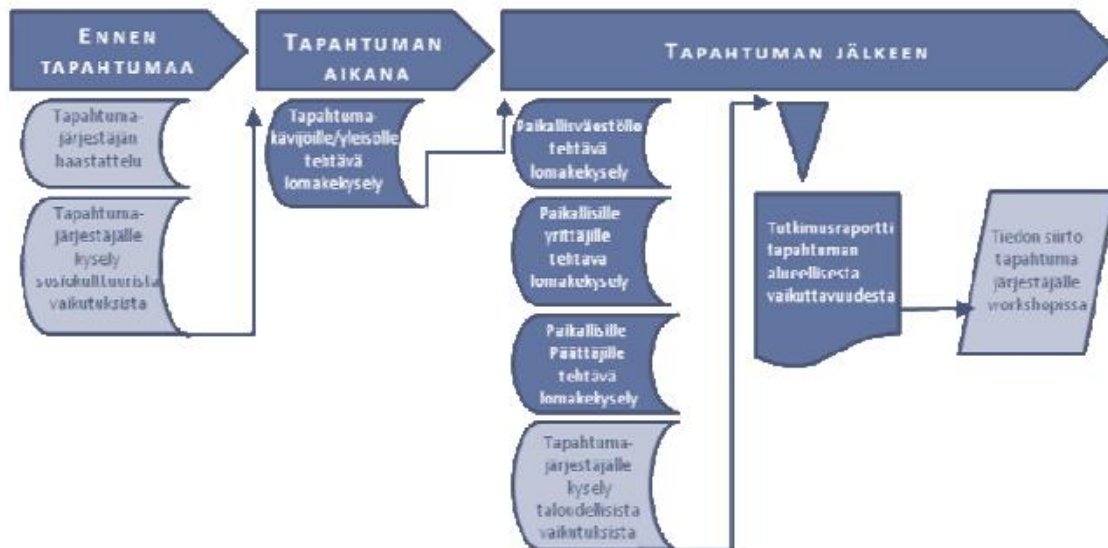 ENNEN
TAPAHTUMAA
TAPAHTUMAN
AIKANA
TAPAHTUMAN JÄLKEEN
Tapahtuma-
järjestäjän
haastattelu
Tapahtuma-
järjestäjälle
kysely
sosiokulttuurista
vaikutuksista
Tapahtuma-
kävijöille/yleisölle
tehtävä
lomakekysely
Paikallisväestölle
tehtävä
lomakekysely
Paikallisille
yrittäjille
tehtävä
lomakekysely
Paikallisille
Päättäjille
tehtävä
lomakekysely
Tapahtuma-
järjestäjälle
kysely
taloudellisista
vaikutuksista
Tutkimusraportti
tapahtuman
alueellisesta
vaikuttavuudesta
Tiedon siirto
tapahtuma
järjestäjälle
workshopissa